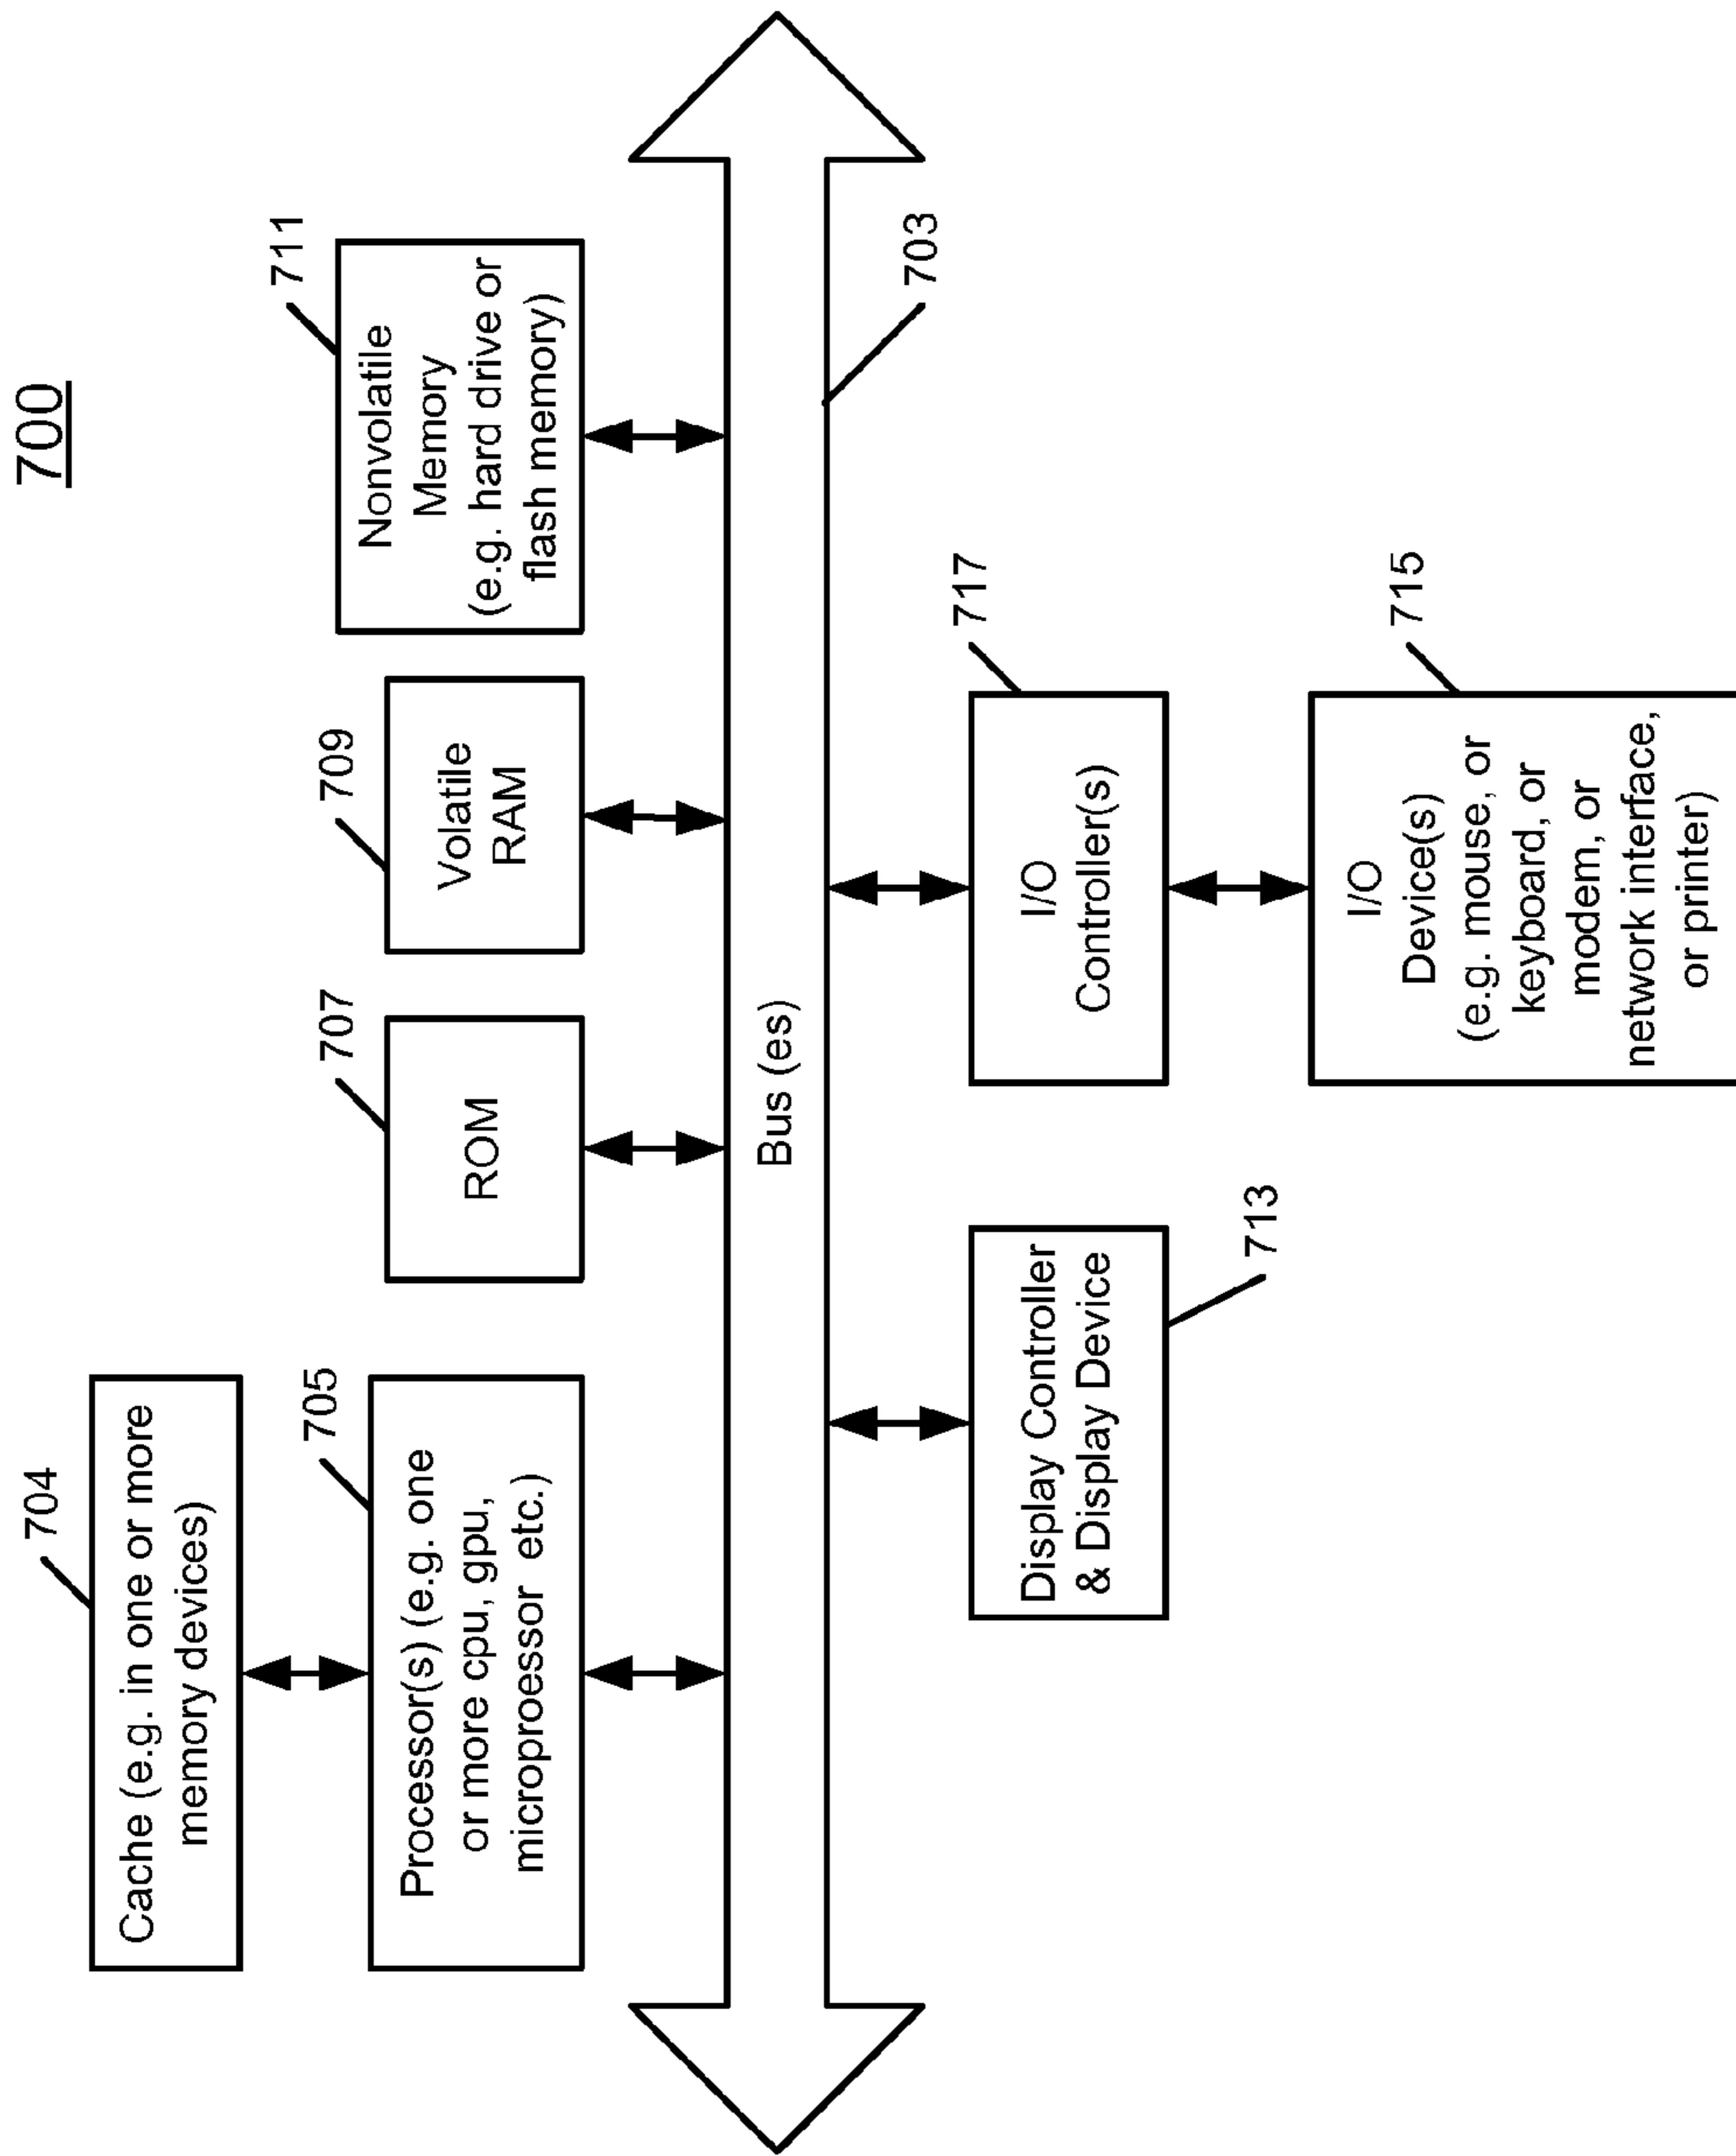 700
704
Cache (e.g. in one or more
memory devices)
705
Processor(s) (e.g. one
or more cpu, gpu,
microproessor etc.)
707
ROM
709
Volatile
RAM
711
Nonvolatile
Memory
(e.g. hard drive or
flash memory)
Bus (es)
703
Display Controller
& Display Device
713
I/O
Controller(s)
717
I/O
Device(s)
(e.g. mouse, or
keyboard, or
modem, or
network interface,
or printer)
715